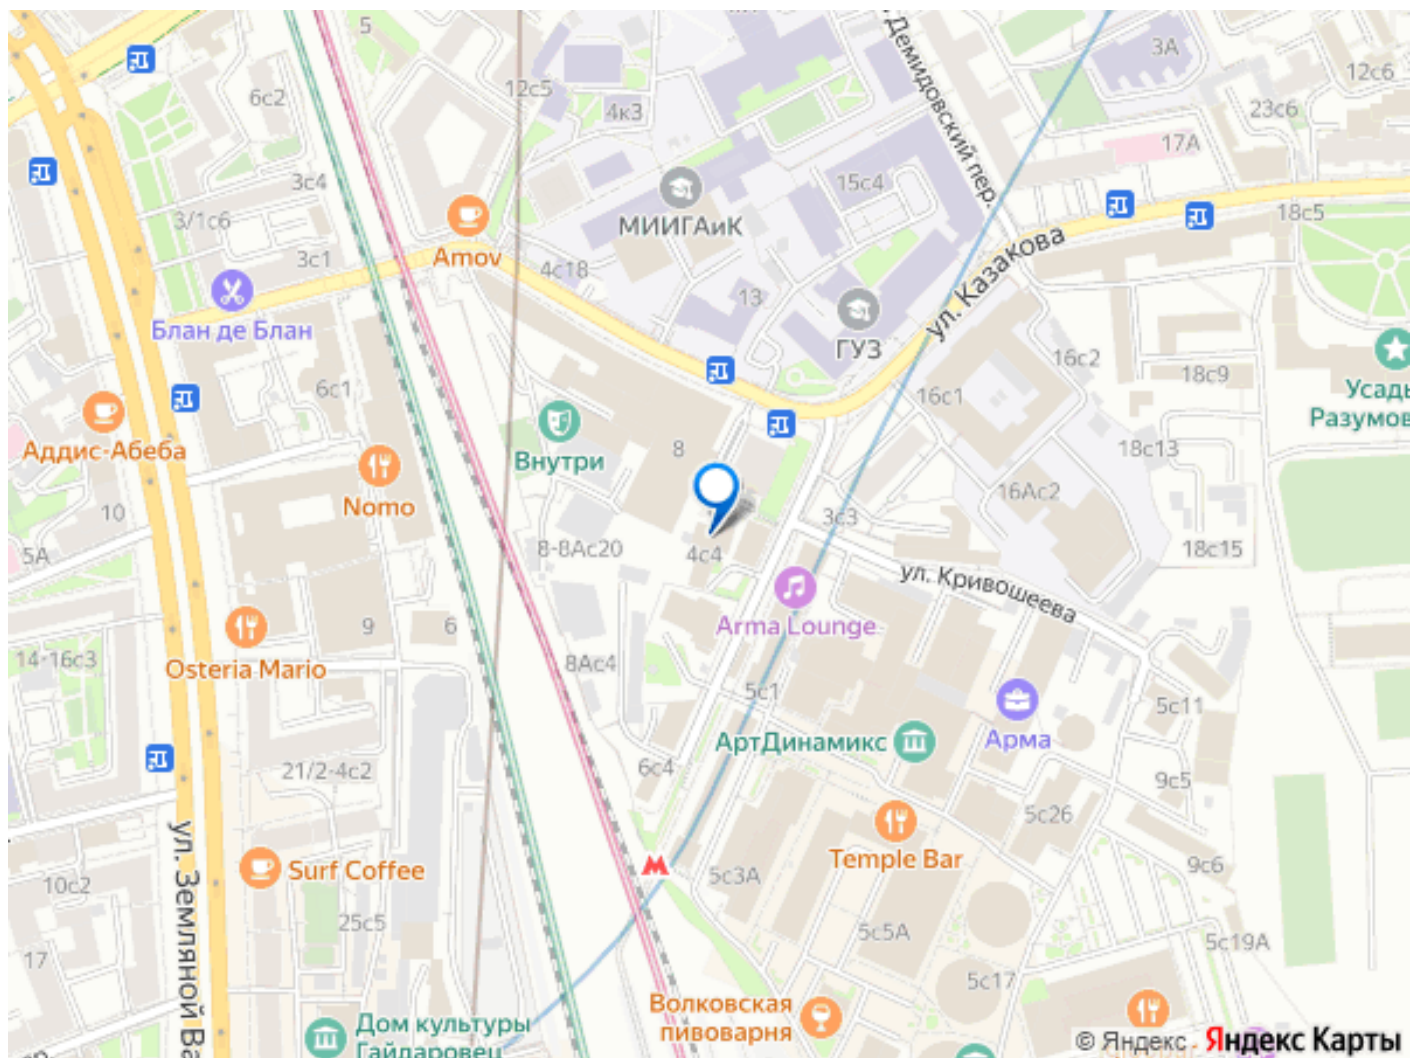 5
3А
12с6
6с2
12с5
4к3
23с6
17А
Демидовский пер.
3с4
15с4
МИИГАиК
3/1с6
18с5
3с1
Amov
4с18
ул. Казакова
13
Блан де Блан
ГУЗ
16с2
6с1
18с9
16с1
Усадь
Разумов
Аддис-Абеба
8
18с13
Внутри
Nomo
16Ас2
10
3с3
5А
8-8Ас20
4с4
18с15
ул. Кривошеева
9
6
Arma Lounge
14-16с3
Osteria Mario
8Ас4
5с1
5с11
АртДинамикс
Арма
21/2-4с2
6с4
9с5
5с26
ул. Земляной Ва
Temple Bar
Surf Coffee
5с3А
9с6
10с2
25с5
5с5А
5с19А
17
5с17
Волковская
пивоварня
Дом культуры
Гайдаровец
© Яндекс - Яндекс Карты